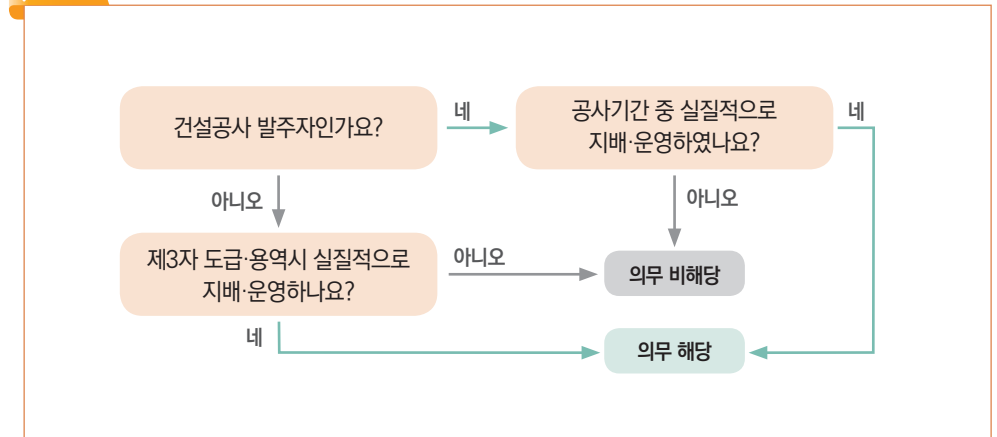 건설공사 발주자인가요?
네
공사기간 중 실질적으로
지배·운영하였나요?
네
아니오
아니오
제3자 도급·용역시 실질적으로
지배·운영하나요?
아니오
의무 비해당
네
의무 해당